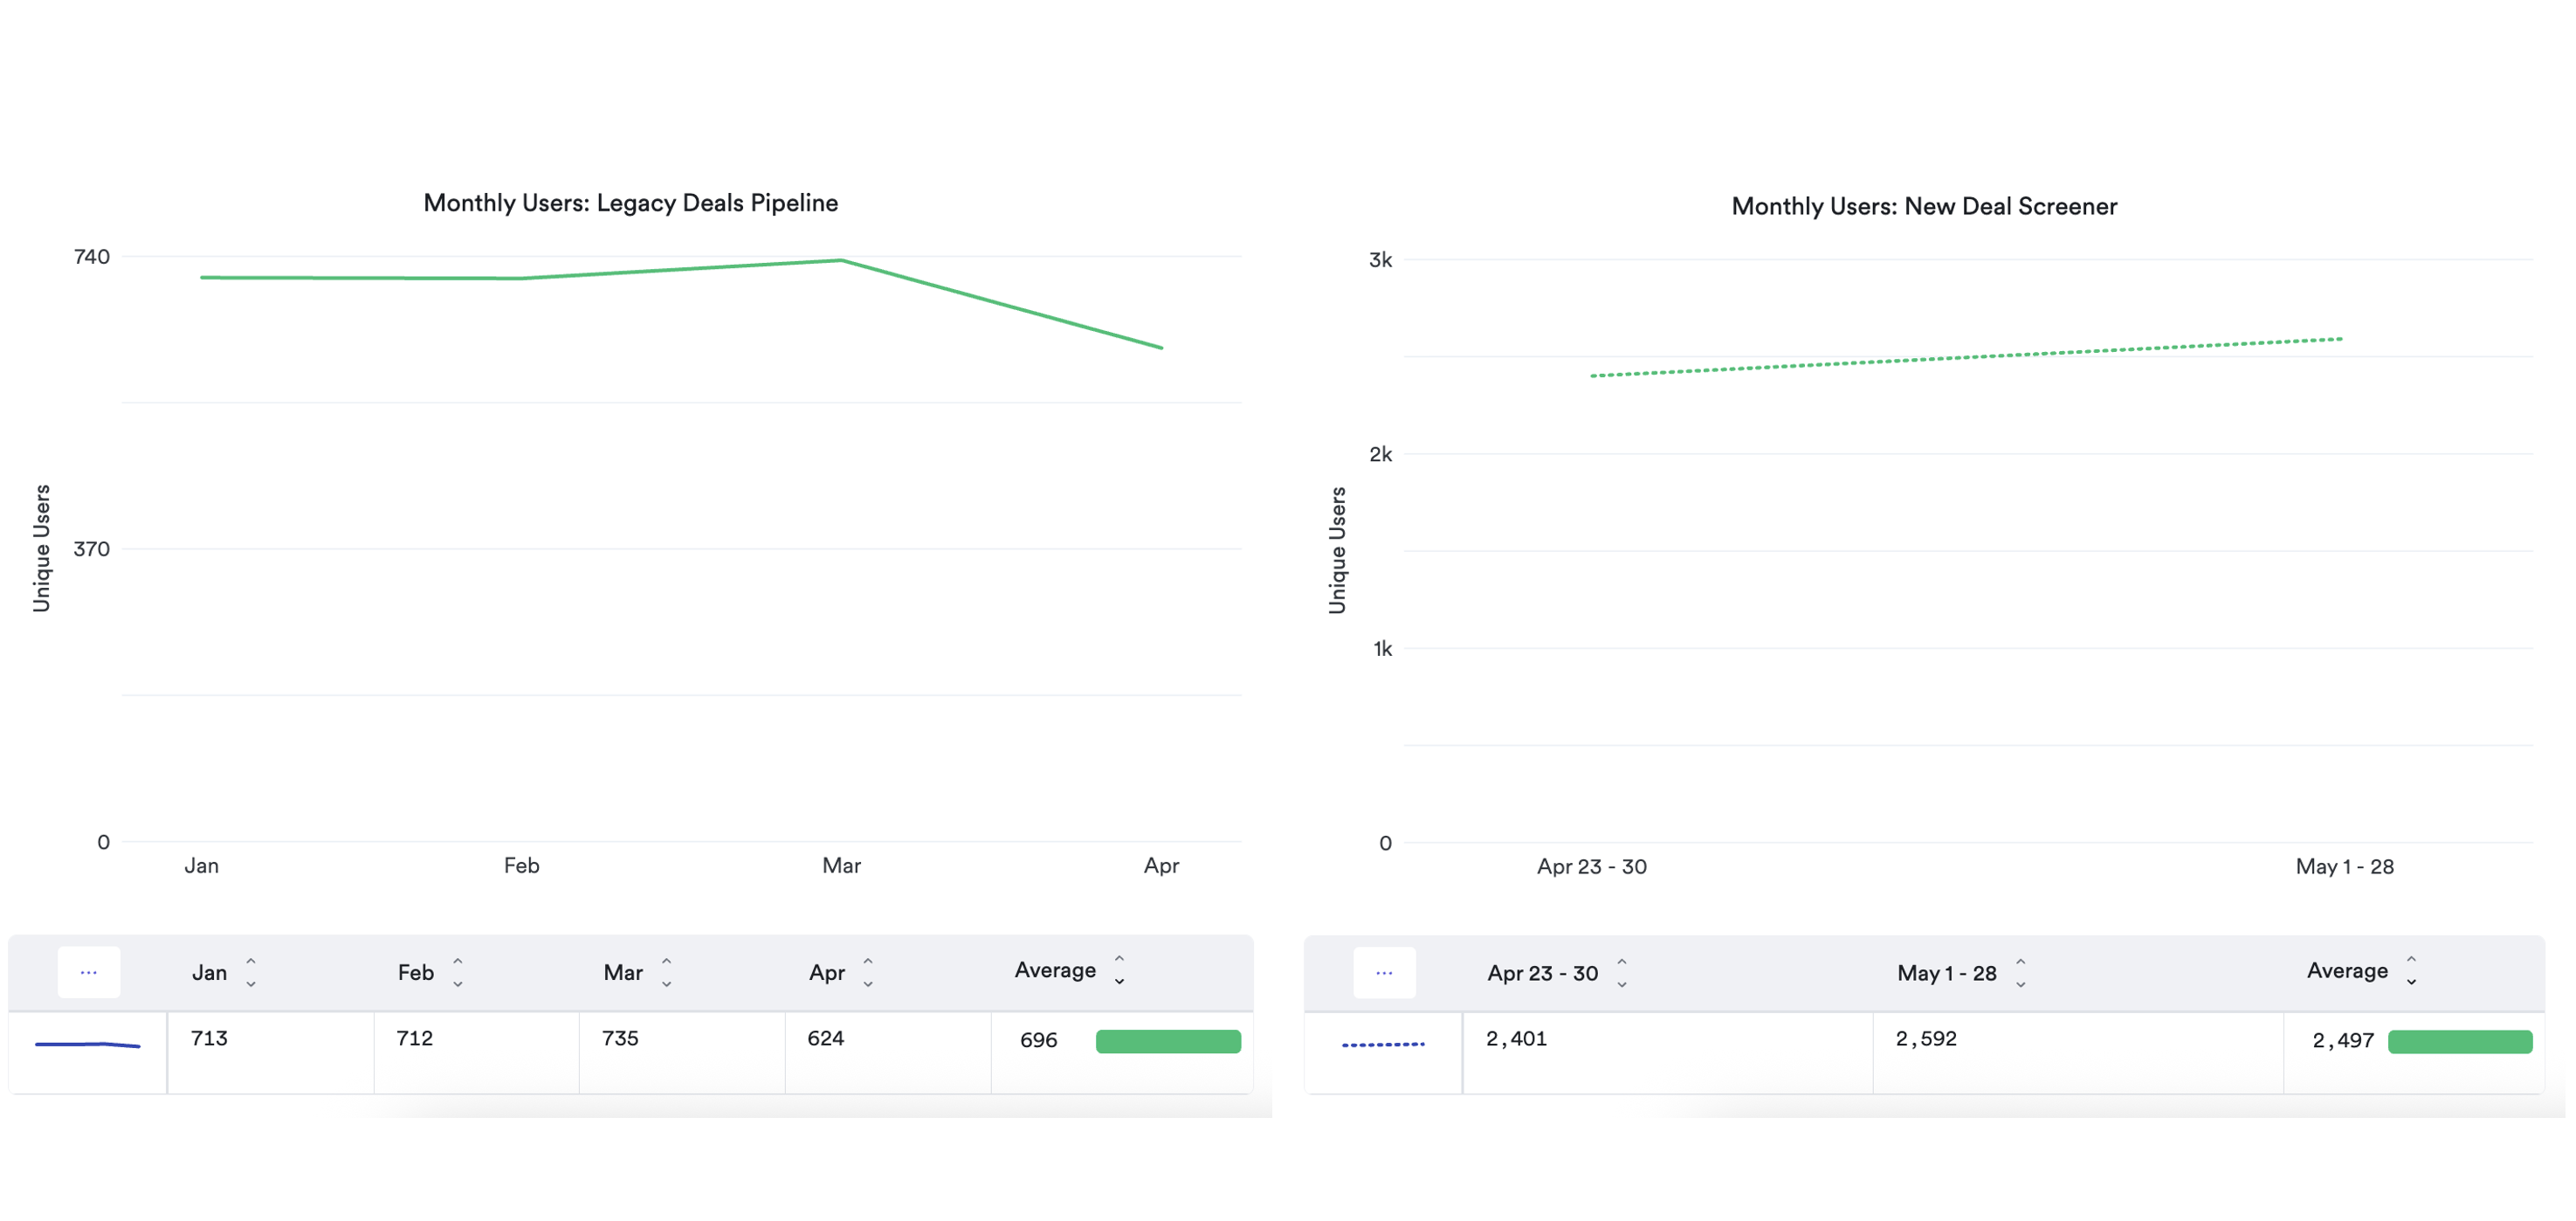 Monthly Users: Legacy Deals Pipeline
740
370
0
Unique Users
Jan Feb Mar Apr
... Jan Feb Mar Apr Average
713 712 735 624 696
Monthly Users: New Deal Screener
3k
2k
1k
0
Unique Users
Apr 23 - 30 May 1 - 28
... Apr 23 - 30 May 1 - 28 Average
2,401 2,592 2,497